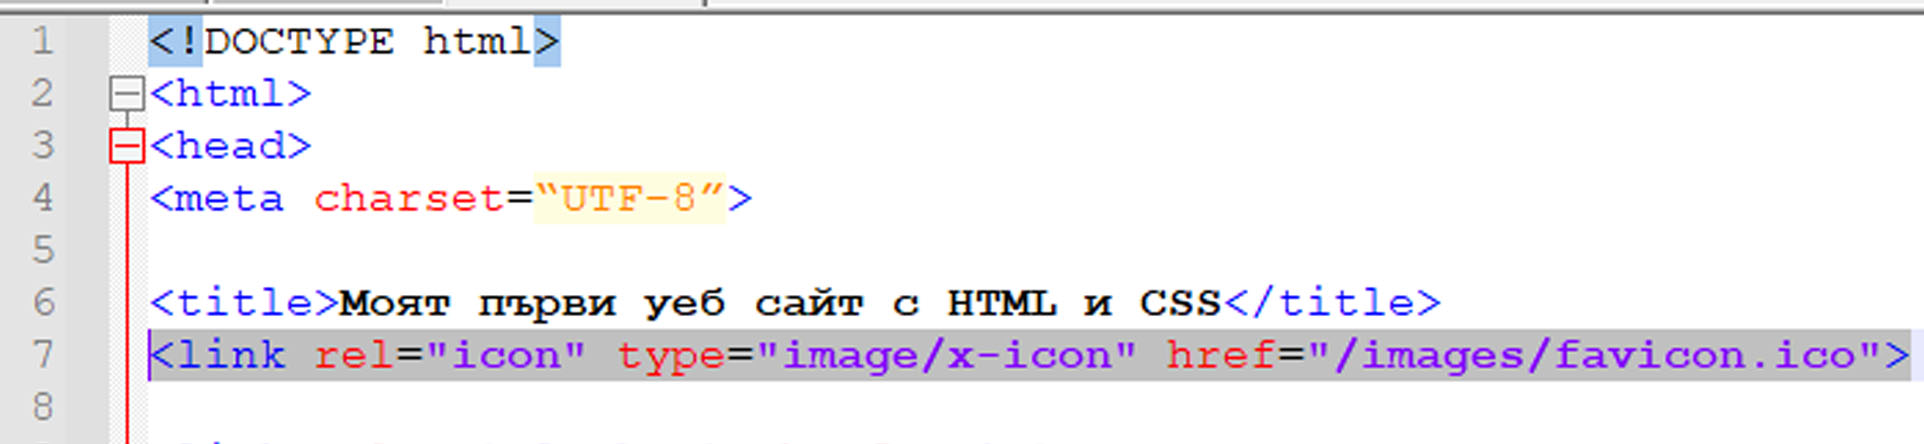 1 <!DOCTYPE html>
2 <html>
3 <head>
4 <meta charset=“UTF-8”>
5
6 <title>Моят първи уеб сайт с HTML и CSS</title>
7 <link rel="icon" type="image/x-icon" href="/images/favicon.ico">
8